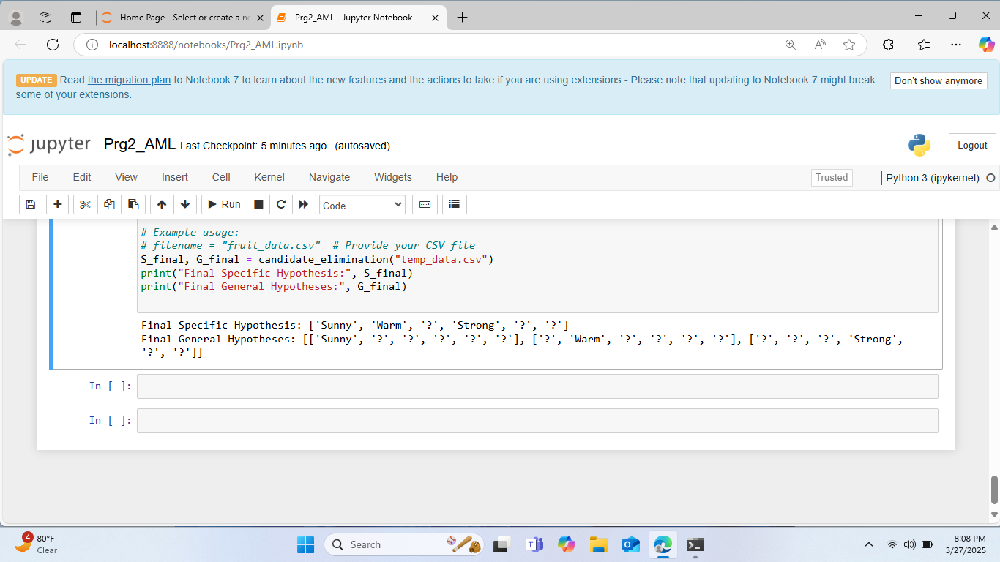 Home Page - Select or create a n
Prg2_AML - Jupyter Notebook
localhost:8888/notebooks/Prg2_AML.ipynb
UPDATE Read the migration plan to Notebook 7 to learn about the new features and the actions to take if you are using extensions - Please note that updating to Notebook 7 might break
some of your extensions.
Don't show anymore
jupyter Prg2_AML Last Checkpoint: 5 minutes ago (autosaved)
Logout
File Edit View Insert Cell Kernel Navigate Widgets Help
Trusted
Python 3 (ipykernel)
Run
Code
# Example usage:
# filename = "fruit_data.csv"  # Provide your CSV file
S_final, G_final = candidate_elimination("temp_data.csv")
print("Final Specific Hypothesis:", S_final)
print("Final General Hypotheses:", G_final)
Final Specific Hypothesis: ['Sunny', 'Warm', '?', 'Strong', '?', '?']
Final General Hypotheses: [['Sunny', '?', '?', '?', '?', '?'], ['?', 'Warm', '?', '?', '?', '?'], ['?', '?', '?', 'Strong',
'?', '?']]
In [ ]:
In [ ]:
4
80°F
Clear
Search
8:08 PM
3/27/2025